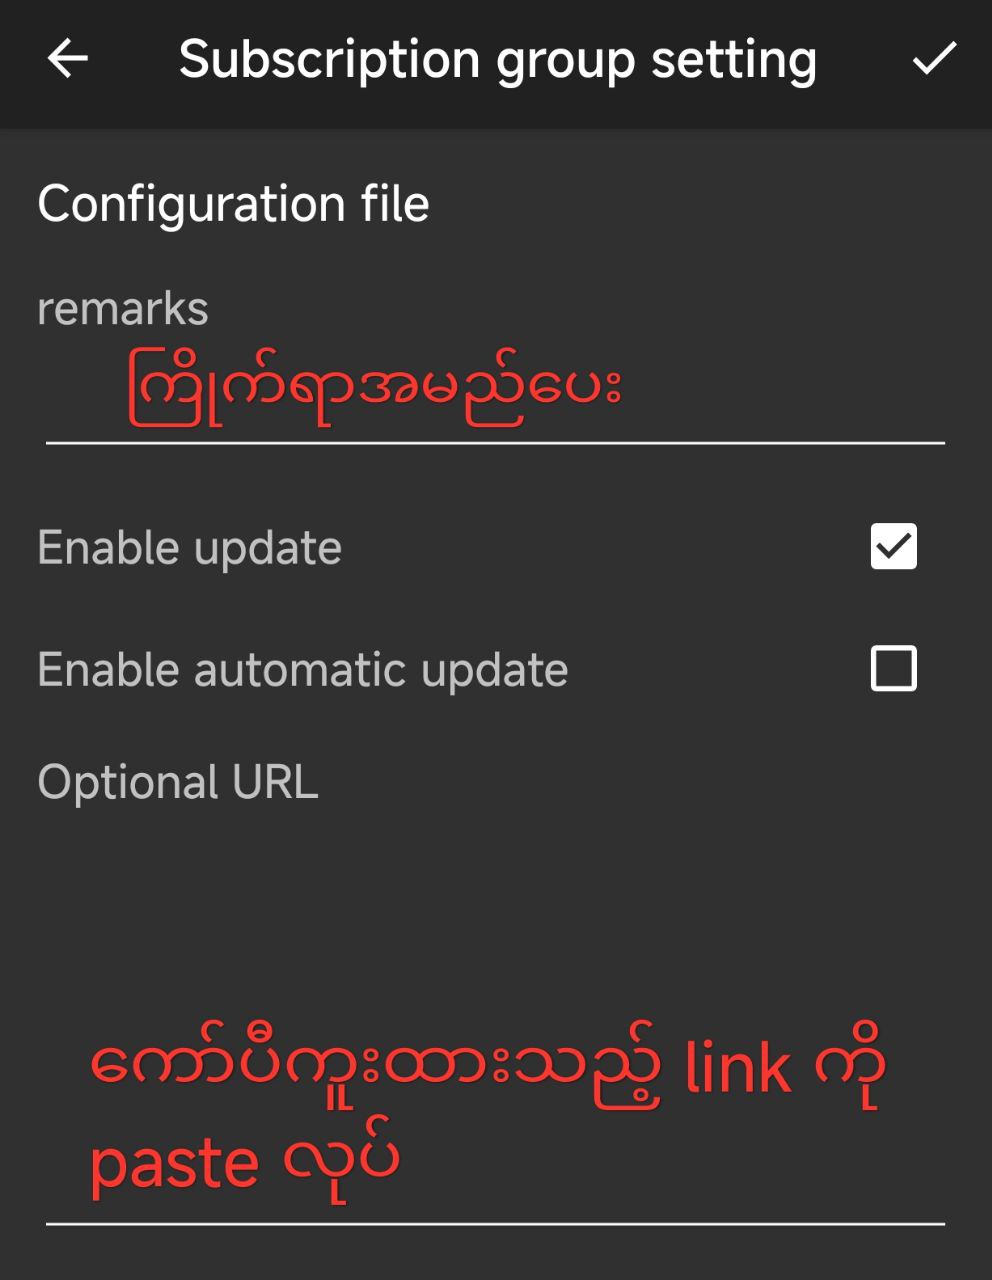 Subscription group setting
Configuration file
remarks
ကြိုက်ရာအမည်ပေး
Enable update
Enable automatic update
Optional URL
ကော်ပီကူးထားသည့် link ကို
paste လုပ်